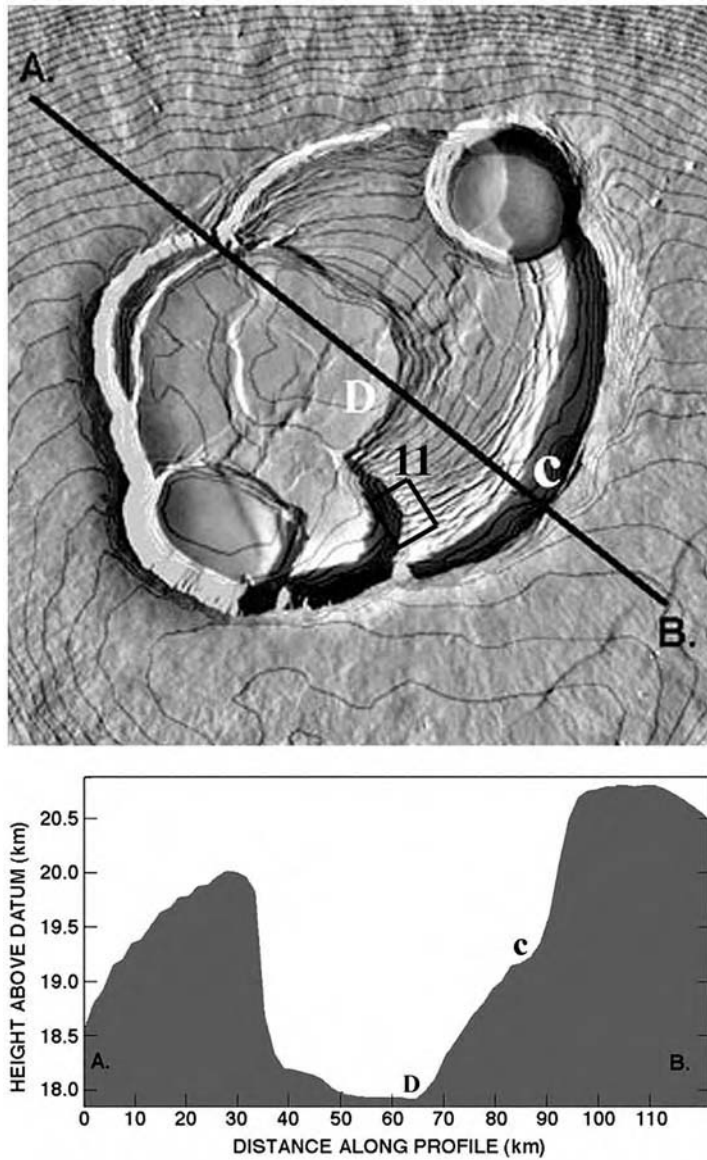 A.
D
11
c
B.
HEIGHT ABOVE DATUM (km)
20.5
20.0
19.5
19.0
18.5
18.0
c
D
A.
B.
0 10 20 30 40 50 60 70 80 90 100 110
DISTANCE ALONG PROFILE (km)